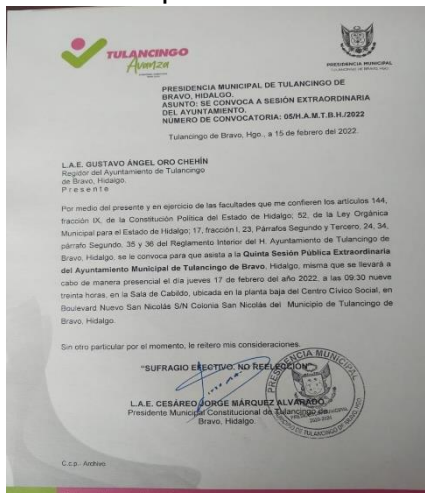 TULANCINGO
Avanza
PRESIDENCIA MUNICIPAL
PRESIDENCIA MUNICIPAL DE TULANCINGO DE
BRAVO, HIDALGO.
ASUNTO: SE CONVOCA A SESIÓN EXTRAORDINARIA
DEL AYUNTAMIENTO.
NÚMERO DE CONVOCATORIA: 05/H.A.M.T.B.H./2022
Tulancingo de Bravo, Hgo., a 15 de febrero del 2022.
L.A.E. GUSTAVO ÁNGEL ORO CHEHÍN
Regidor del Ayuntamiento de Tulancingo
de Bravo, Hidalgo.
P r e s e n t e
Por medio del presente y en ejercicio de las facultades que me confieren los artículos 144,
fracción IX, de la Constitución Política del Estado de Hidalgo; 52, de la Ley Orgánica
Municipal para el Estado de Hidalgo; 17, fracción I, 23, Párrafos Segundo y Tercero, 24, 34,
párrafo Segundo, 35 y 36 del Reglamento Interior del H. Ayuntamiento de Tulancingo de
Bravo, Hidalgo, se le convoca para que asista a la Quinta Sesión Pública Extraordinaria
del Ayuntamiento Municipal de Tulancingo de Bravo, Hidalgo, misma que se llevará a
cabo de manera presencial el día jueves 17 de febrero del año 2022, a las 09:30 nueve
treinta horas, en la Sala de Cabildo, ubicada en la planta baja del Centro Cívico Social, en
Boulevard Nuevo San Nicolás S/N Colonia San Nicolás del Municipio de Tulancingo de
Bravo, Hidalgo.
Sin otro particular por el momento, le reitero mis consideraciones.
"SUFRAGIO EFECTIVO. NO REELECCIÓN"
L.A.E. CESÁREO JORGE MÁRQUEZ ALVARADO,
Presidente Municipal Constitucional de Tulancingo de
Bravo, Hidalgo.
PRESIDENCIA MUNICIPAL
C.c.p.- Archivo